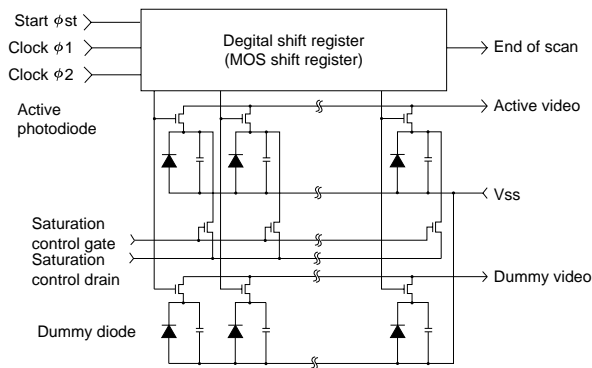 Start ϕst
Clock ϕ1
Clock ϕ2
Degital shift register
(MOS shift register)
End of scan
Active
photodiode
Active video
Vss
Saturation
control gate
Saturation
control drain
Dummy video
Dummy diode